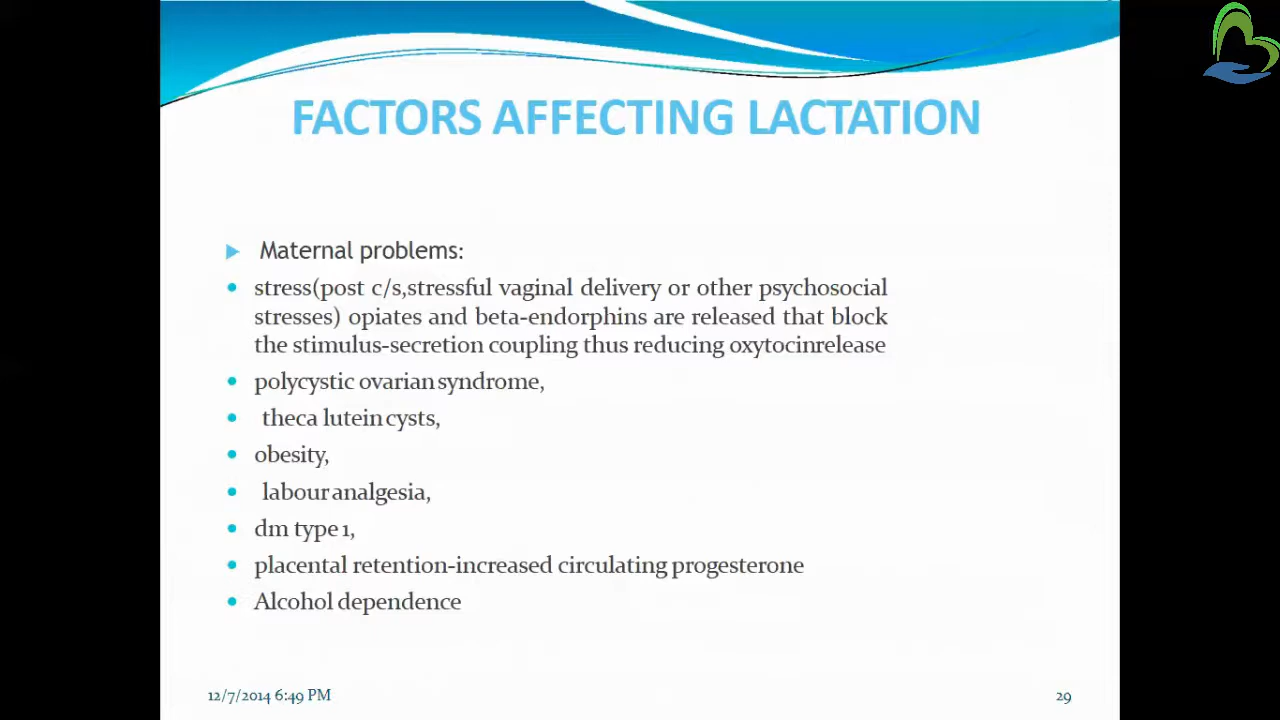 FACTORS AFFECTING LACTATION
Maternal problems:
stress(post c/s,stressful vaginal delivery or other psychosocial
stresses) opiates and beta-endorphins are released that block
the stimulus-secretion coupling thus reducing oxytocinrelease
polycystic ovarian syndrome,
theca lutein cysts,
obesity,
labour analgesia,
dm type 1,
placental retention-increased circulating progesterone
Alcohol dependence
12/7/2014 6:49 PM
29